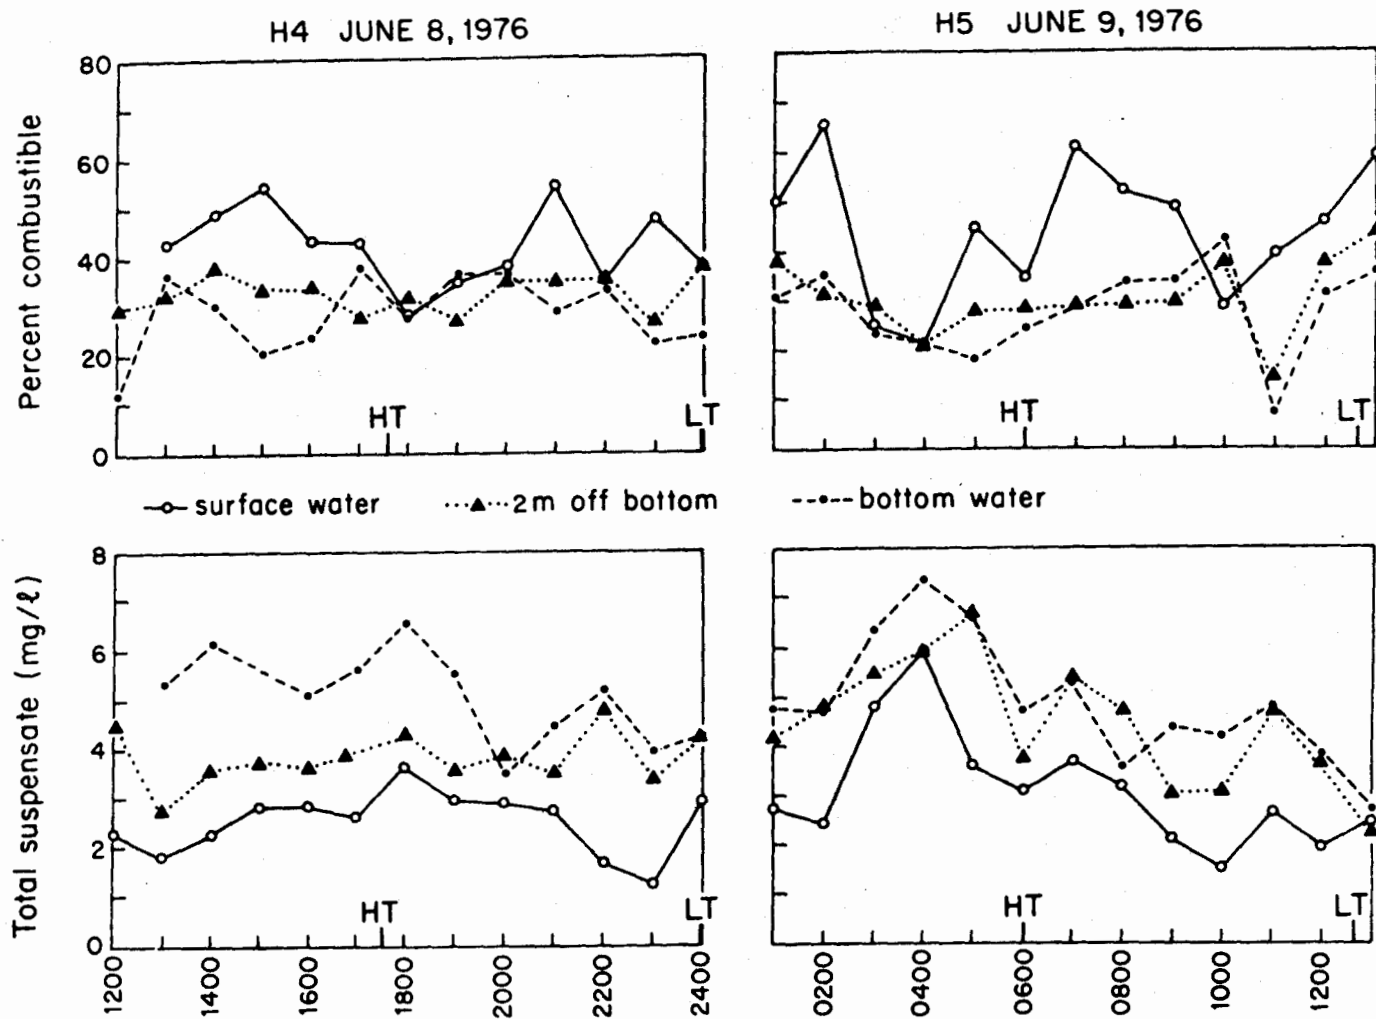 H4 JUNE 8, 1976
H5 JUNE 9, 1976
Percent combustible
80
60
40
20
0
HT
LT
HT
LT
surface water
2m off bottom
bottom water
Total suspensate (mg/ℓ)
8
6
4
2
0
HT
LT
HT
LT
1200
1400
1600
1800
2000
2200
2400
0200
0400
0600
0800
1000
1200